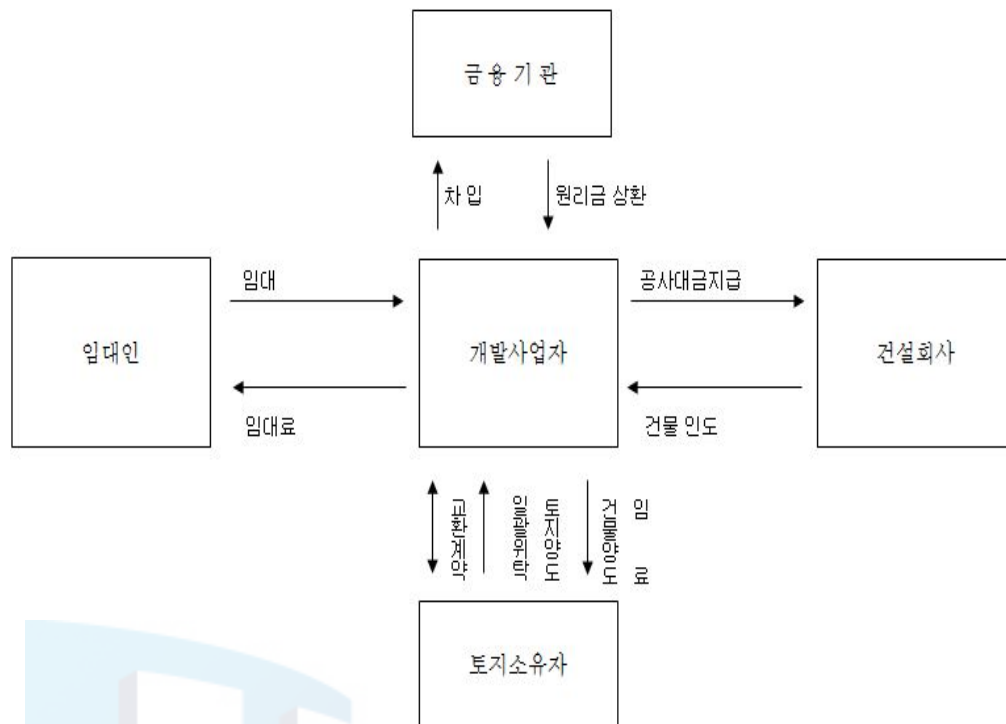 금 융 기 관
차 입
원리금 상환
임대
공사대금지급
임대인
개발사업자
건설회사
임대료
건물 인도
교환계약
일괄위탁
토지양도
건물양도
임 료
토지소유자